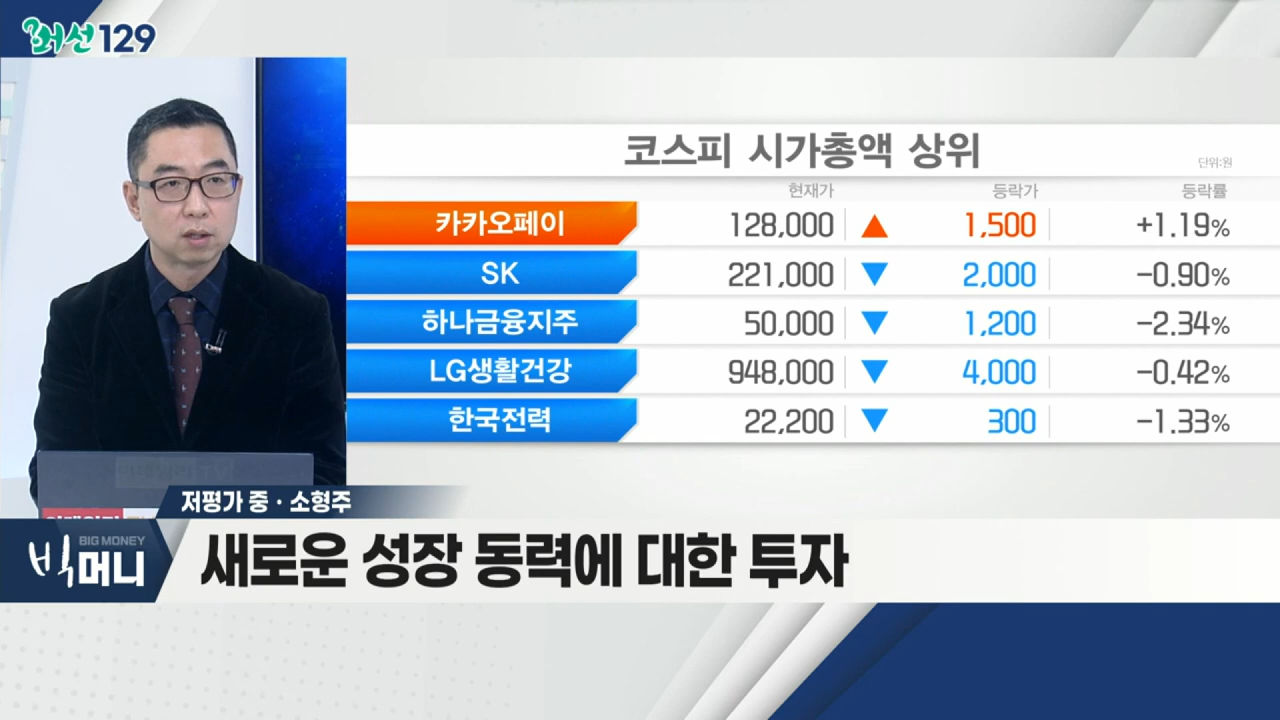 머선129
코스피 시가총액 상위
단위:원
현재가 등락가 등락률
카카오페이 128,000 ▲ 1,500 +1.19%
SK 221,000 ▼ 2,000 -0.90%
하나금융지주 50,000 ▼ 1,200 -2.34%
LG생활건강 948,000 ▼ 4,000 -0.42%
한국전력 22,200 ▼ 300 -1.33%
저평가 중·소형주
BIG MONEY
빅머니
새로운 성장 동력에 대한 투자